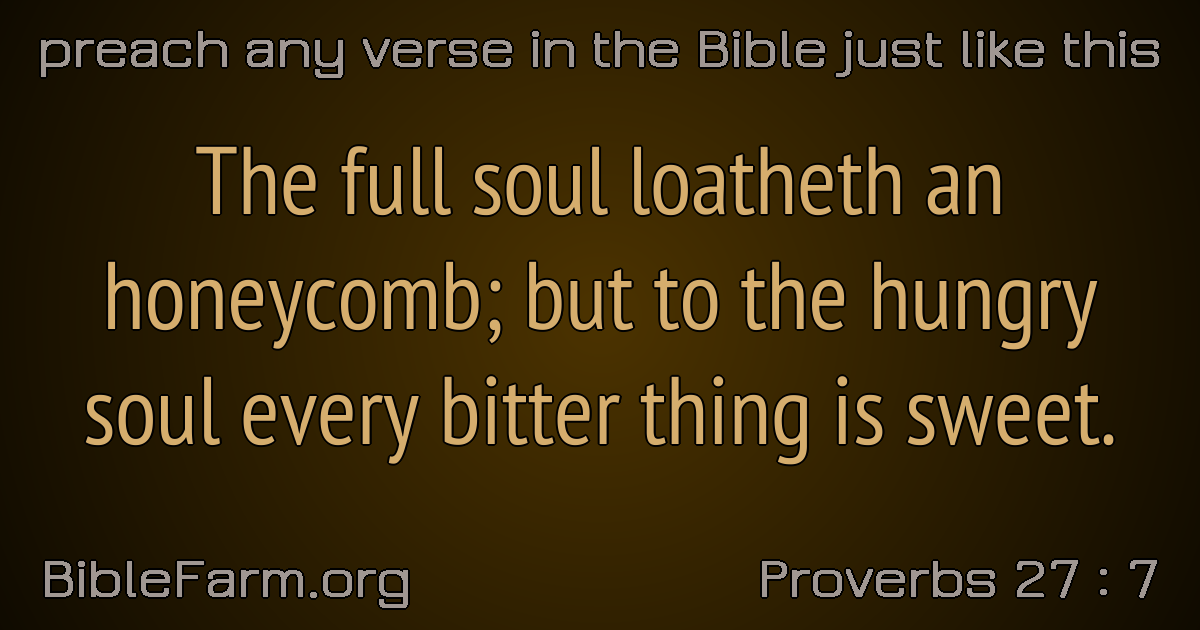 preach any verse in the Bible just like this
The full soul loatheth an
honeycomb; but to the hungry
soul every bitter thing is sweet.
BibleFarm.org
Proverbs 27 : 7